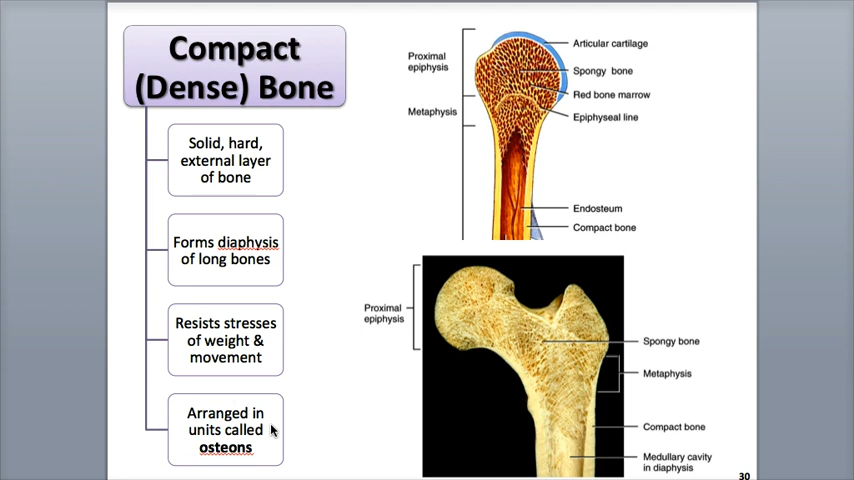 Compact
(Dense) Bone
Solid, hard,
external layer
of bone
Forms diaphysis
of long bones
Resists stresses
of weight &
movement
Arranged in
units called
osteons
Proximal
epiphysis
Metaphysis
Articular cartilage
Spongy bone
Red bone marrow
Epiphyseal line
Endosteum
Compact bone
Proximal
epiphysis
Spongy bone
Metaphysis
Compact bone
Medullary cavity
in diaphysis
30